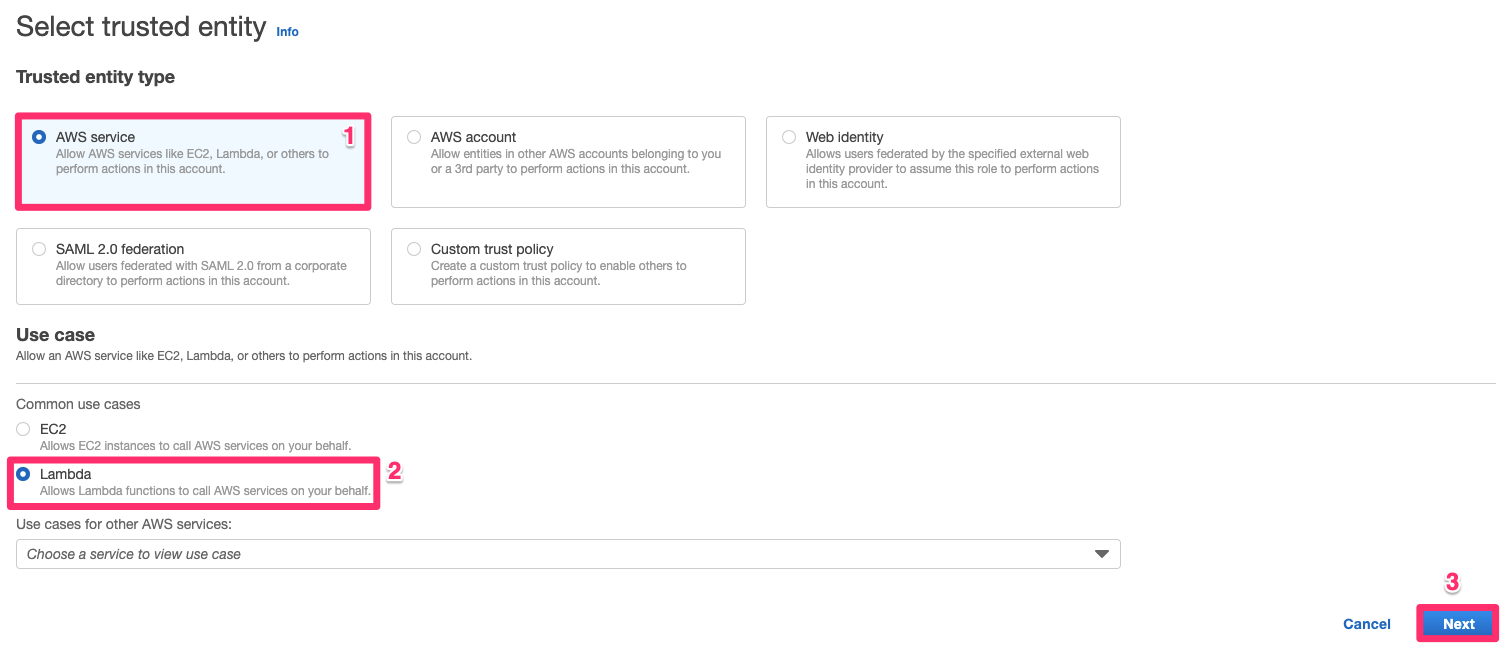 Select trusted entity Info
Trusted entity type
AWS service 1
Allow AWS services like EC2, Lambda, or others to
perform actions in this account.
AWS account
Allow entities in other AWS accounts belonging to you
or a 3rd party to perform actions in this account.
Web identity
Allows users federated by the specified external web
identity provider to assume this role to perform actions
in this account.
SAML 2.0 federation
Allow users federated with SAML 2.0 from a corporate
directory to perform actions in this account.
Custom trust policy
Create a custom trust policy to enable others to
perform actions in this account.
Use case
Allow an AWS service like EC2, Lambda, or others to perform actions in this account.
Common use cases
EC2
Allows EC2 instances to call AWS services on your behalf.
Lambda 2
Allows Lambda functions to call AWS services on your behalf.
Use cases for other AWS services:
Choose a service to view use case
3
Cancel Next